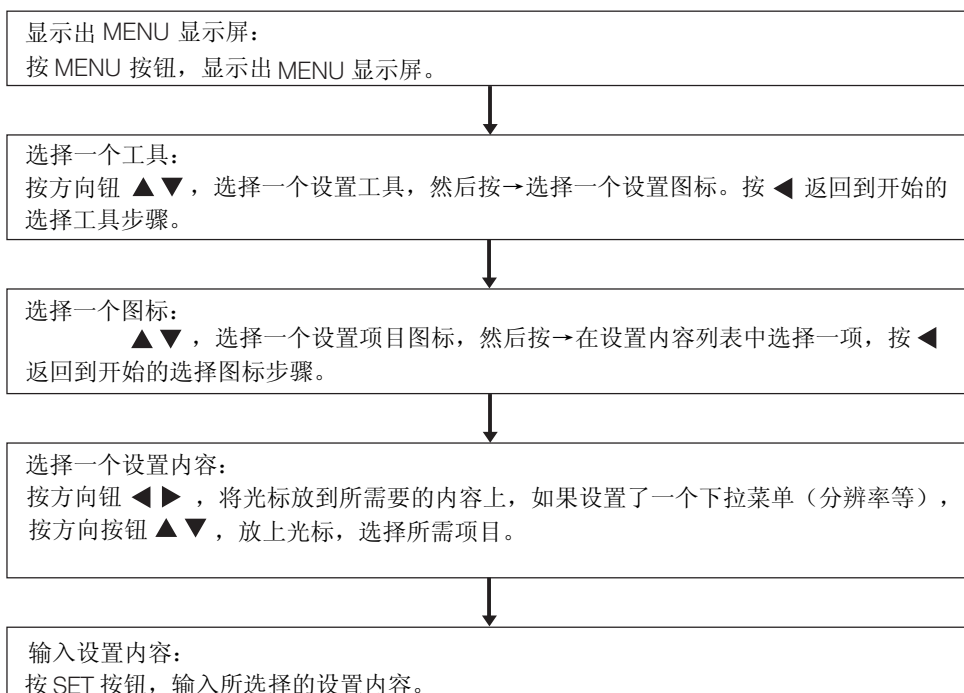 显示出 MENU 显示屏：
按 MENU 按钮，显示出 MENU 显示屏。
选择一个工具：
按方向钮 ▲▼，选择一个设置工具，然后按→选择一个设置图标。按 ◀ 返回到开始的
选择工具步骤。
选择一个图标：
▲▼，选择一个设置项目图标，然后按→在设置内容列表中选择一项，按 ◀
返回到开始的选择图标步骤。
选择一个设置内容：
按方向钮 ◀ ▶ ，将光标放到所需要的内容上，如果设置了一个下拉菜单（分辨率等），
按方向按钮 ▲ ▼，放上光标，选择所需项目。
输入设置内容：
按 SET 按钮，输入所选择的设置内容。